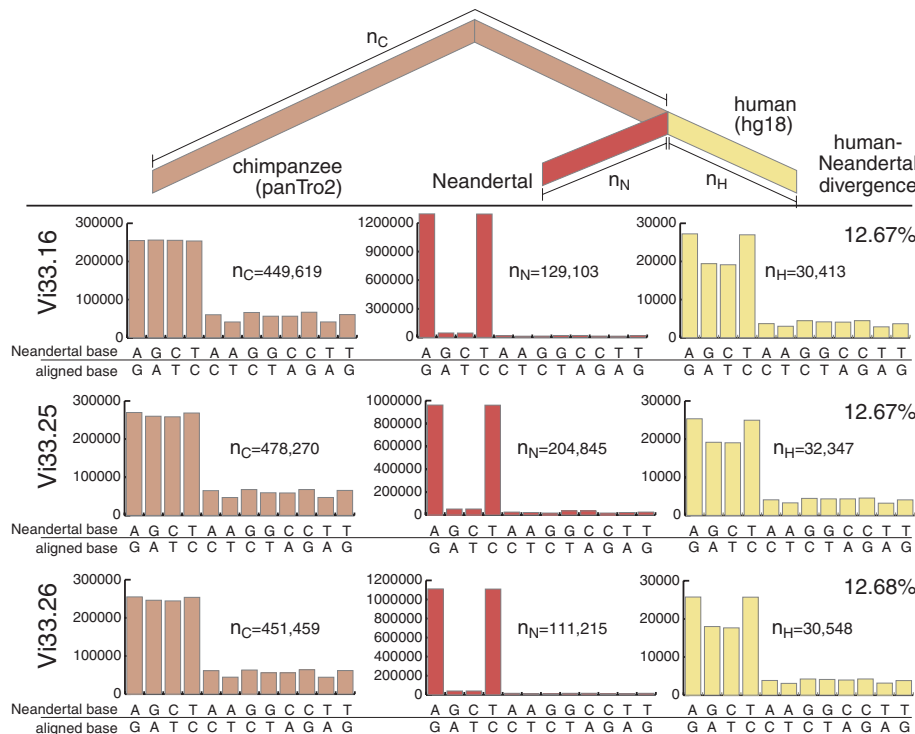 n_C
human
(hg18)
human-
Neandertal
divergence
chimpanzee
(panTro2)
Neandertal
n_N
n_H
Vi33.16
300000
200000
100000
0
n_C=449,619
1200000
900000
600000
300000
0
n_N=129,103
30000
20000
10000
0
n_H=30,413
12.67%
Neandertal base A G C T A A G G C C T T A G C T A A G G C C T T A G C T A A G G C C T T
aligned base G A T C C T C T A G A G G A T C C T C T A G A G G A T C C T C T A G A G
Vi33.25
300000
200000
100000
0
n_C=478,270
1000000
800000
600000
400000
200000
0
n_N=204,845
30000
20000
10000
0
n_H=32,347
12.67%
Neandertal base A G C T A A G G C C T T A G C T A A G G C C T T A G C T A A G G C C T T
aligned base G A T C C T C T A G A G G A T C C T C T A G A G G A T C C T C T A G A G
Vi33.26
300000
200000
100000
0
n_C=451,459
1200000
1000000
800000
600000
400000
200000
0
n_N=111,215
30000
20000
10000
0
n_H=30,548
12.68%
Neandertal base A G C T A A G G C C T T A G C T A A G G C C T T A G C T A A G G C C T T
aligned base G A T C C T C T A G A G G A T C C T C T A G A G G A T C C T C T A G A G